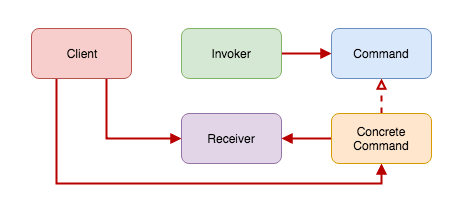 Client
Invoker
Command
Receiver
Concrete
Command